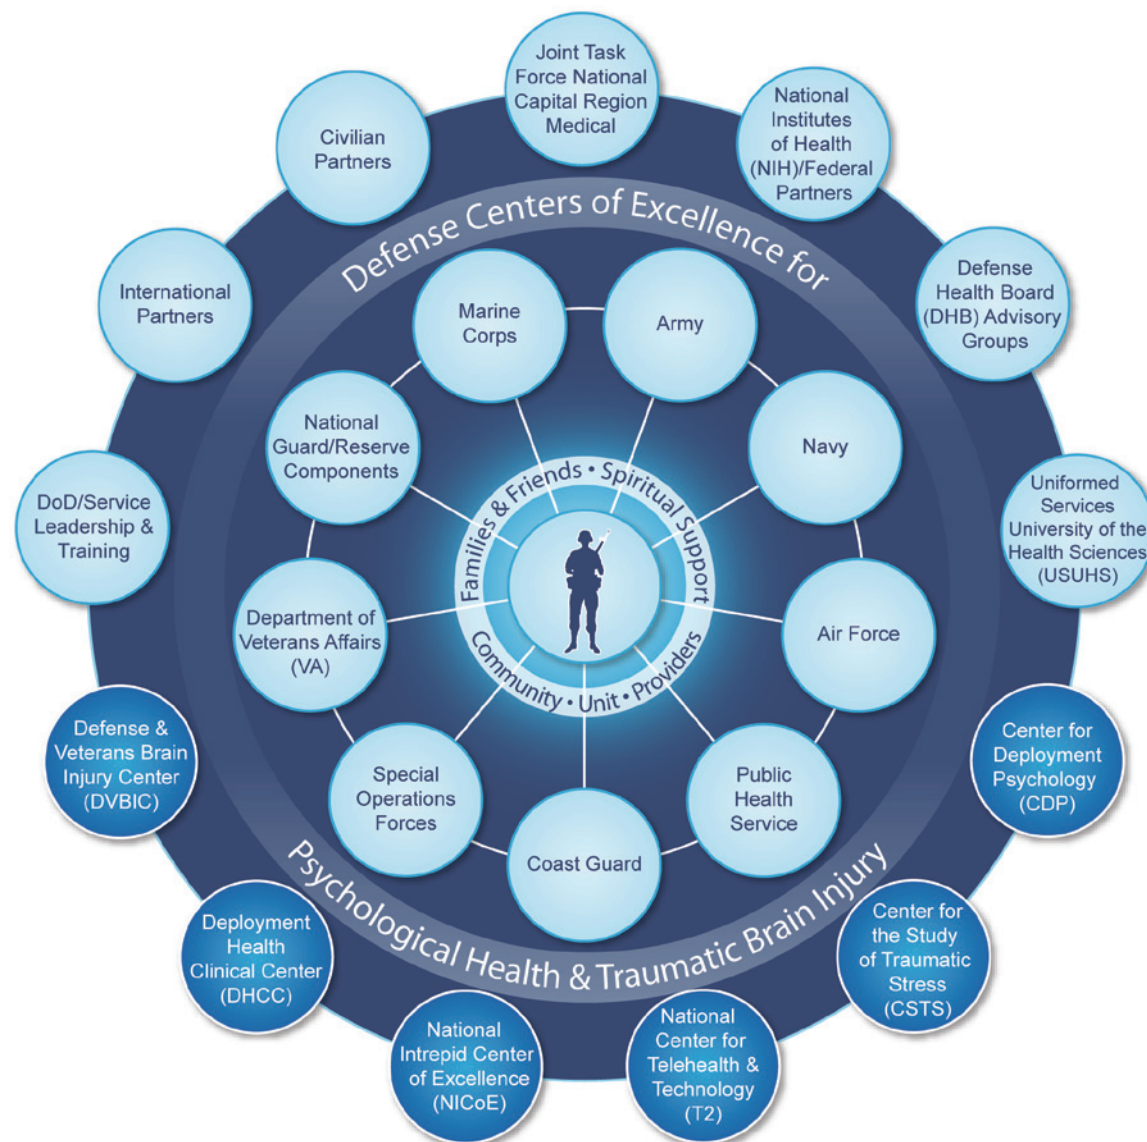 Joint Task
Force National
Capital Region
Medical
National
Institutes
of Health
(NIH)/Federal
Partners
Defense
Health Board
(DHB) Advisory
Groups
Uniformed
Services
University of the
Health Sciences
(USUHS)
Center for
Deployment
Psychology
(CDP)
Center for
the Study
of Traumatic
Stress
(CSTS)
National
Center for
Telehealth &
Technology
(T2)
National
Intrepid Center
of Excellence
(NICoE)
Deployment
Health
Clinical Center
(DHCC)
Defense &
Veterans Brain
Injury Center
(DVBIC)
DoD/Service
Leadership &
Training
International
Partners
Civilian
Partners
Defense Centers of Excellence for
Psychological Health & Traumatic Brain Injury
Marine
Corps
Army
Navy
Air Force
Public
Health
Service
Coast Guard
Special
Operations
Forces
Department of
Veterans Affairs
(VA)
National
Guard/Reserve
Components
Families & Friends • Spiritual Support
Community • Unit • Providers